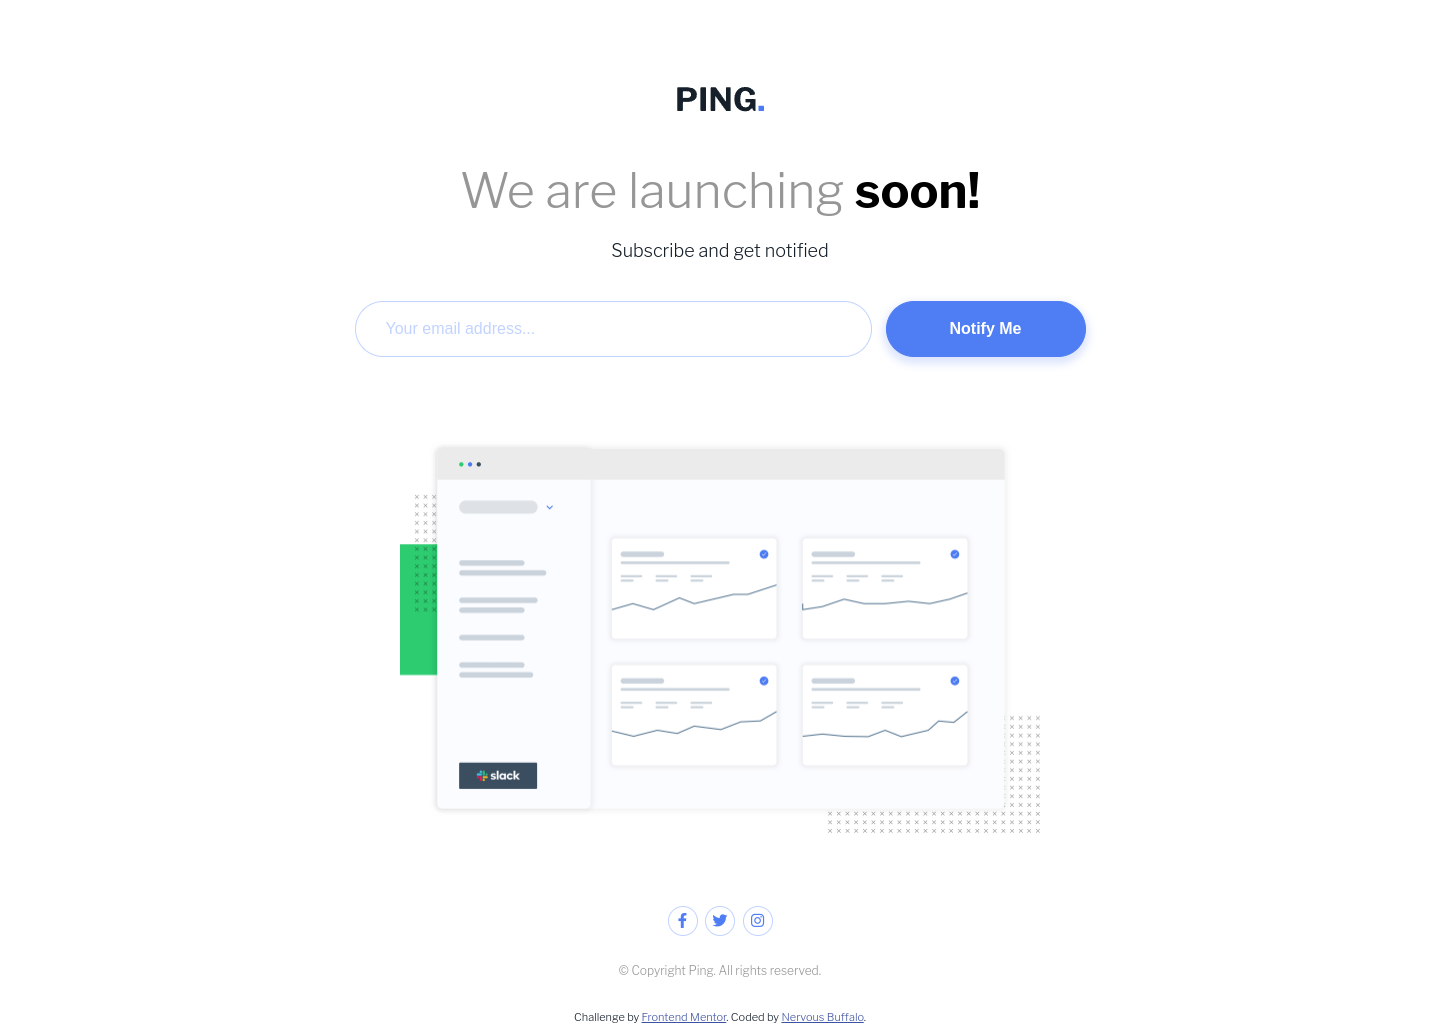 PING.
We are launching soon!
Subscribe and get notified
Your email address...
Notify Me
slack
© Copyright Ping. All rights reserved.
Challenge by Frontend Mentor. Coded by Nervous Buffalo.